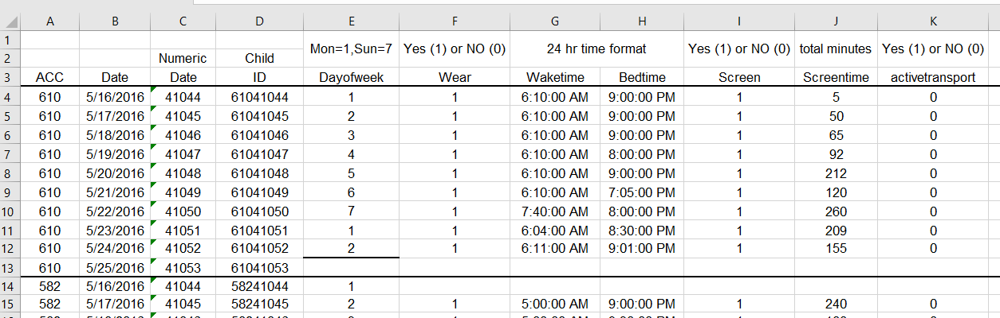 A B C D E F G H I J K
1 Mon=1,Sun=7 Yes (1) or NO (0) 24 hr time format Yes (1) or NO (0) total minutes Yes (1) or NO (0)
2 Numeric Child
3 ACC Date Date ID Dayofweek Wear Waketime Bedtime Screen Screentime activetransport
4 610 5/16/2016 41044 61041044 1 1 6:10:00 AM 9:00:00 PM 1 5 0
5 610 5/17/2016 41045 61041045 2 1 6:10:00 AM 9:00:00 PM 1 50 0
6 610 5/18/2016 41046 61041046 3 1 6:10:00 AM 9:00:00 PM 1 65 0
7 610 5/19/2016 41047 61041047 4 1 6:10:00 AM 8:00:00 PM 1 92 0
8 610 5/20/2016 41048 61041048 5 1 6:10:00 AM 9:00:00 PM 1 212 0
9 610 5/21/2016 41049 61041049 6 1 6:10:00 AM 7:05:00 PM 1 120 0
10 610 5/22/2016 41050 61041050 7 1 7:40:00 AM 8:00:00 PM 1 260 0
11 610 5/23/2016 41051 61041051 1 1 6:04:00 AM 8:30:00 PM 1 209 0
12 610 5/24/2016 41052 61041052 2 1 6:11:00 AM 9:01:00 PM 1 155 0
13 610 5/25/2016 41053 61041053
14 582 5/16/2016 41044 58241044 1
15 582 5/17/2016 41045 58241045 2 1 5:00:00 AM 9:00:00 PM 1 240 0